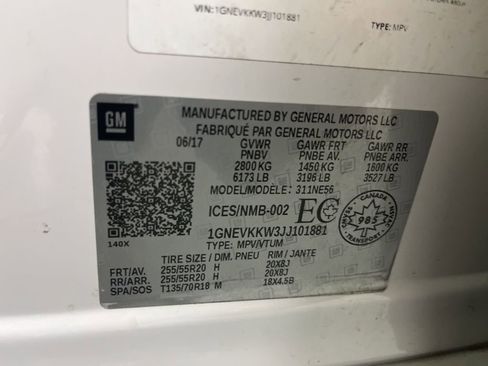 VIN: 1GNEVKKW3JJ101881
TYPE: MPV
GM
MANUFACTURED BY GENERAL MOTORS LLC
FABRIQUÉ PAR GENERAL MOTORS LLC
06/17 GVWR GAWR FRT GAWR RR
PNBV PNBE AV. PNBE ARR.
2800 KG 1450 KG 1600 KG
6173 LB 3196 LB 3527 LB
MODEL/MODÈLE: 311NE56
ICES/NMB-002 EC
1GNEVKKW3JJ101881
140X
TYPE: MPV/VTUM
TIRE SIZE / DIM. PNEU RIM / JANTE
FRT/AV. 255/55R20 H 20X8J
RR/ARR. 255/55R20 H 20X8J
SPA/SOS T135/70R18 M 18X4.5B
CANADA
985
TRANSPORT